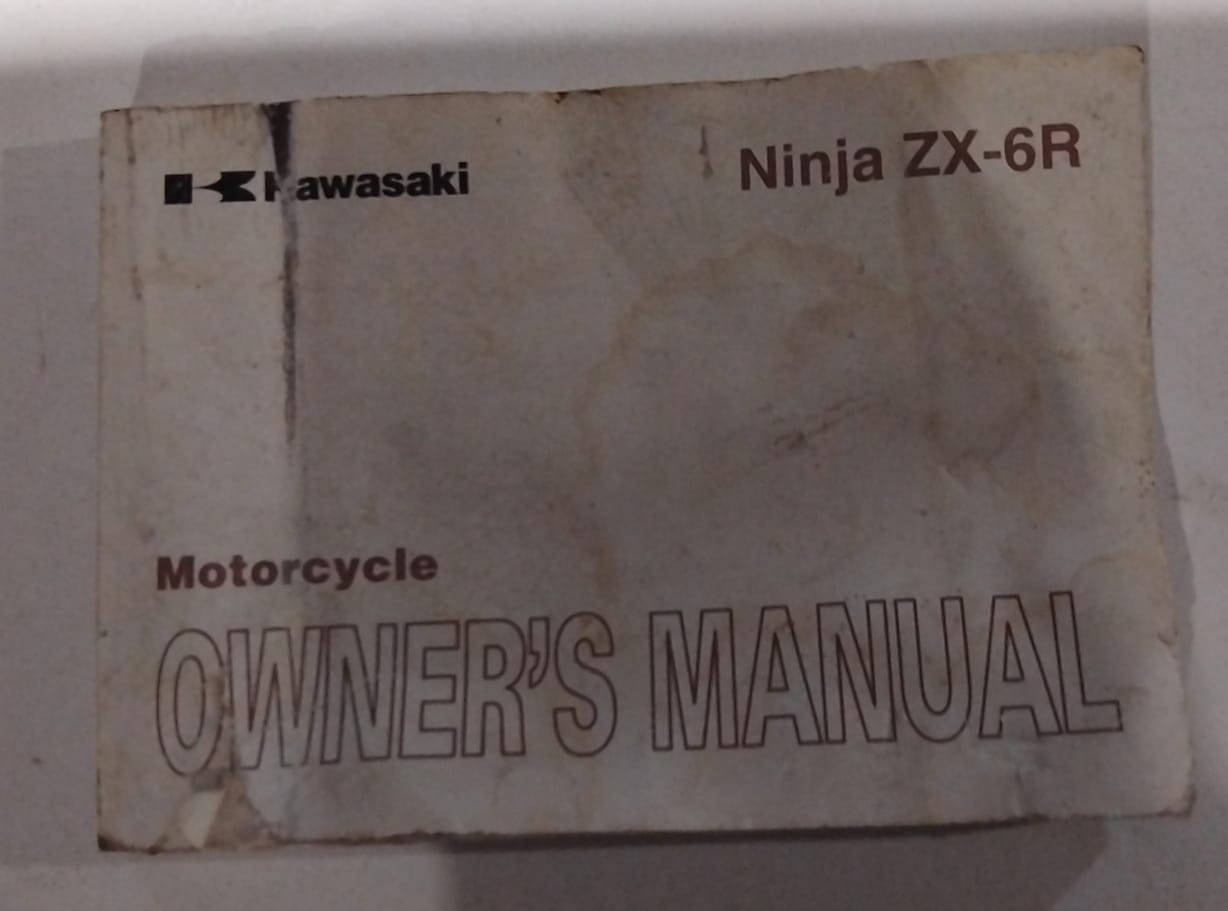 Kawasaki
Ninja ZX-6R
Motorcycle
OWNER'S MANUAL